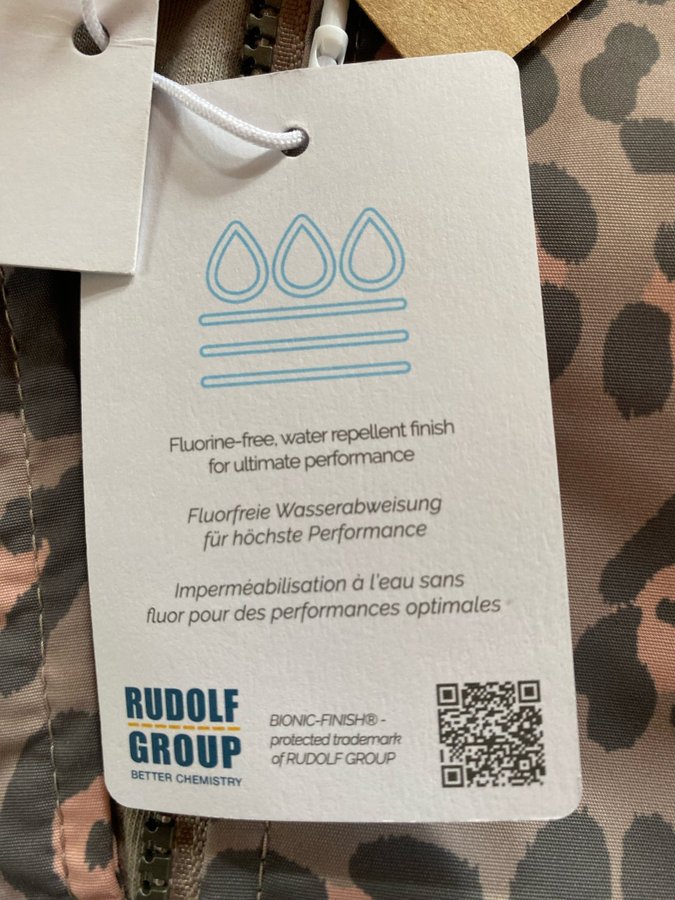 Fluorine-free, water repellent finish
for ultimate performance
Fluorfreie Wasserabweisung
für höchste Performance
Imperméabilisation à l'eau sans
fluor pour des performances optimales
RUDOLF
GROUP
BETTER CHEMISTRY
BIONIC-FINISH® -
protected trademark
of RUDOLF GROUP